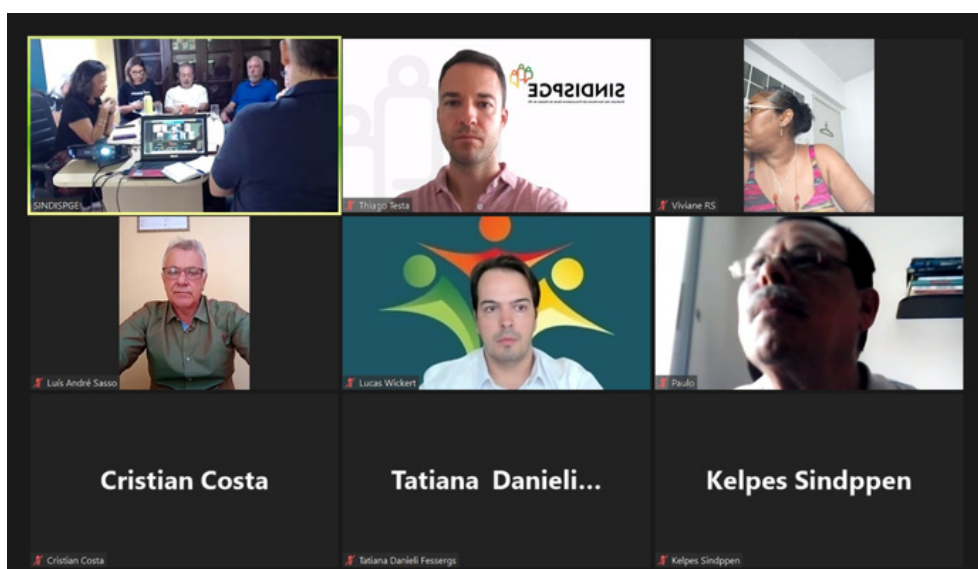 SINDISPGE
SINDISPGE
Thiago Testa
Viviane RS
Luís André Sasso
Lucas Wickert
Paulo
Cristian Costa
Tatiana Danieli...
Kelpes Sindppen
Cristian Costa
Tatiana Danieli Fessergs
Kelpes Sindppen